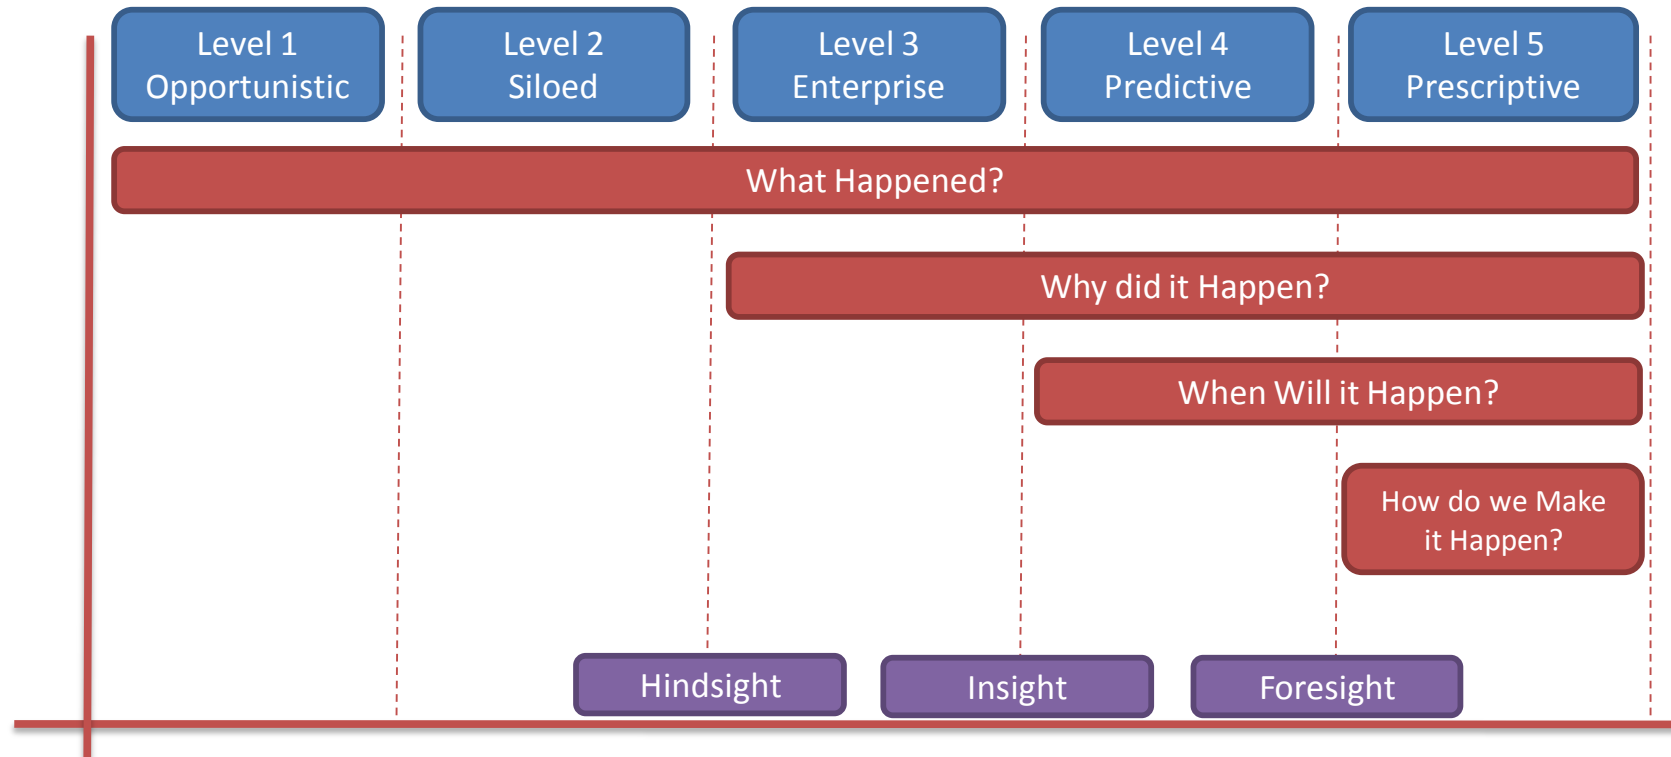 Level 1
Opportunistic
Level 2
Siloed
Level 3
Enterprise
Level 4
Predictive
Level 5
Prescriptive
What Happened?
Why did it Happen?
When Will it Happen?
How do we Make
it Happen?
Hindsight
Insight
Foresight